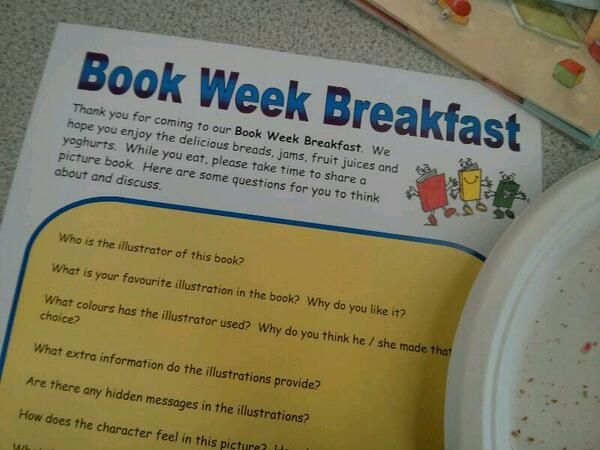 Book Week Breakfast
Thank you for coming to our Book Week Breakfast. We
hope you enjoy the delicious breads, jams, fruit juices and
yoghurts. While you eat, please take time to share a
picture book. Here are some questions for you to think
about and discuss.
Who is the illustrator of this book?
What is your favourite illustration in the book? Why do you like it?
What colours has the illustrator used? Why do you think he / she made that
choice?
What extra information do the illustrations provide?
Are there any hidden messages in the illustrations?
How does the character feel in this picture?